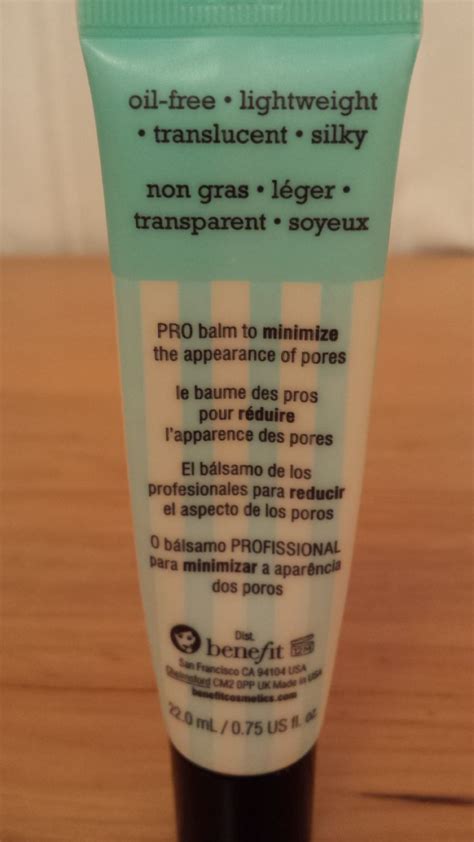 oil-free • lightweight
• translucent • silky
non gras • léger •
transparent • soyeux
PRO balm to minimize
the appearance of pores
le baume des pros
pour réduire
l'apparence des pores
El bálsamo de los
profesionales para reducir
el aspecto de los poros
O bálsamo PROFISSIONAL
para minimizar a aparência
dos poros
Dist.
benefit
San Francisco CA 94104 USA
Chelmsford CM2 0PP UK Made in USA
benefitcosmetics.com
22.0 mL / 0.75 US fl. oz